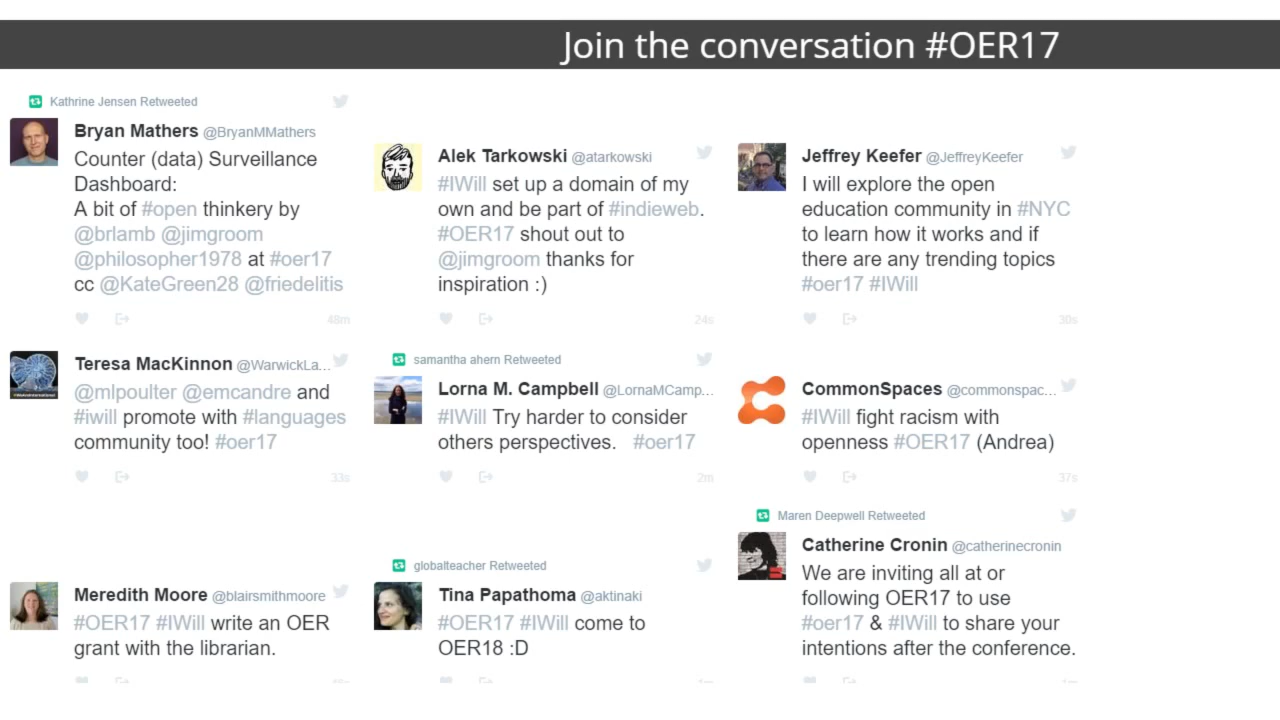 Join the conversation #OER17
Kathrine Jensen Retweeted
Bryan Mathers @BryanMMathers
Counter (data) Surveillance
Dashboard:
A bit of #open thinkery by
@brlamb @jimgroom
@philosopher1978 at #oer17
cc @KateGreen28 @friedelitis
48m
Alek Tarkowski @atarkowski
#IWill set up a domain of my
own and be part of #indieweb.
#OER17 shout out to
@jimgroom thanks for
inspiration :)
24s
Jeffrey Keefer @JeffreyKeefer
I will explore the open
education community in #NYC
to learn how it works and if
there are any trending topics
#oer17 #IWill
30s
Teresa MacKinnon @WarwickLa...
@mlpoulter @emcandre and
#iwill promote with #languages
community too! #oer17
33s
samantha ahern Retweeted
Lorna M. Campbell @LornaMCamp...
#IWill Try harder to consider
others perspectives. #oer17
2m
CommonSpaces @commonspac...
#IWill fight racism with
openness #OER17 (Andrea)
37s
Meredith Moore @blairsmithmoore
#OER17 #IWill write an OER
grant with the librarian.
globalteacher Retweeted
Tina Papathoma @aktinaki
#OER17 #IWill come to
OER18 :D
Maren Deepwell Retweeted
Catherine Cronin @catherinecronin
We are inviting all at or
following OER17 to use
#oer17 & #IWill to share your
intentions after the conference.